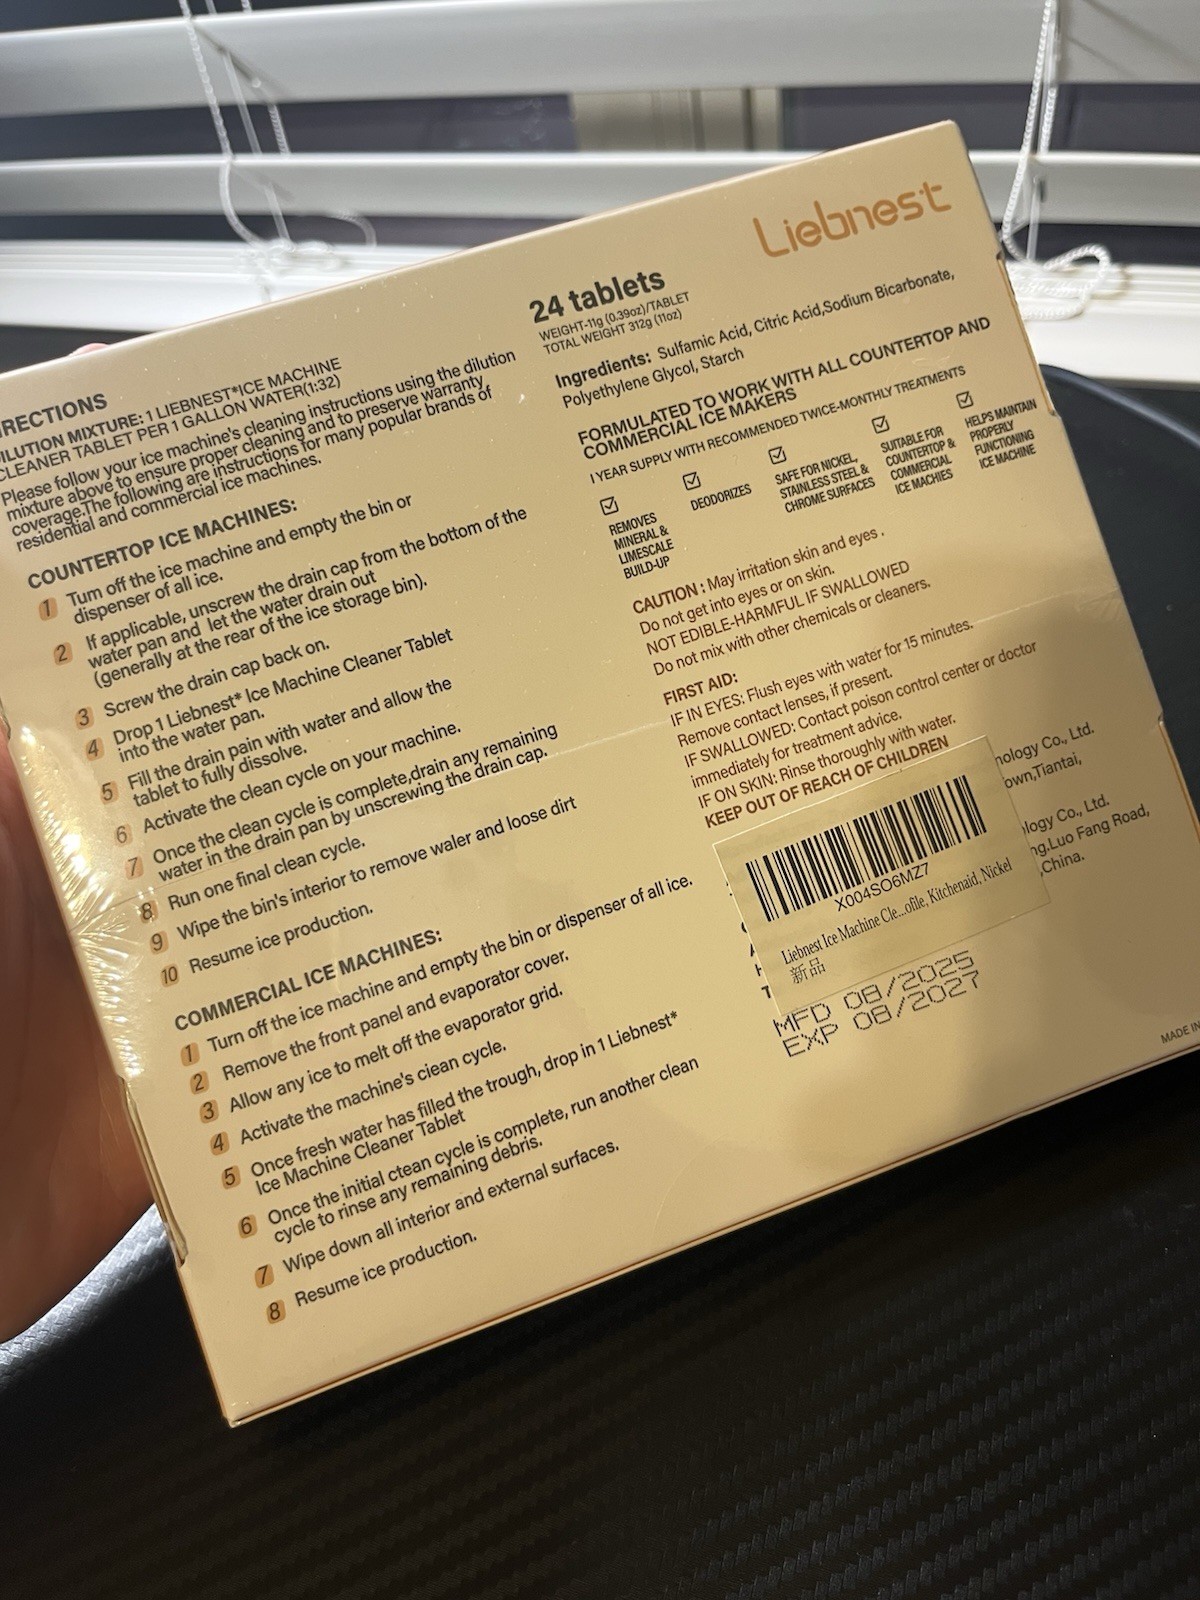 Liebnest
24 tablets
WEIGHT-11g (0.39oz)/TABLET
TOTAL WEIGHT 312g (11oz)
Ingredients: Sulfamic Acid, Citric Acid,Sodium Bicarbonate,
Polyethylene Glycol, Starch
FORMULATED TO WORK WITH ALL COUNTERTOP AND
COMMERCIAL ICE MAKERS
1 YEAR SUPPLY WITH RECOMMENDED TWICE-MONTHLY TREATMENTS
REMOVES
MINERAL &
LIMESCALE
BUILD-UP
DEODORIZES
SAFE FOR NICKEL,
STAINLESS STEEL &
CHROME SURFACES
SUITABLE FOR
COUNTERTOP &
COMMERCIAL
ICE MACHIES
HELPS MAINTAIN
PROPERLY
FUNCTIONING
ICE MACHINE
CAUTION : May irritation skin and eyes .
Do not get into eyes or on skin.
NOT EDIBLE-HARMFUL IF SWALLOWED
Do not mix with other chemicals or cleaners.
FIRST AID:
IF IN EYES: Flush eyes with water for 15 minutes.
Remove contact lenses, if present.
IF SWALLOWED: Contact poison control center or doctor
immediately for treatment advice.
IF ON SKIN: Rinse thoroughly with water.
KEEP OUT OF REACH OF CHILDREN
nology Co., Ltd.
own,Tiantai,
logy Co., Ltd.
ng.Luo Fang Road,
,China.
X004SO6MZ7
Liebnest Ice Machine Cle...ofile, Kitchenaid, Nickel
新品
MFD 08/2025
EXP 08/2027
MADE IN
IRECTIONS
ILUTION MIXTURE: 1 LIEBNEST*ICE MACHINE
CLEANER TABLET PER 1 GALLON WATER(1:32)
Please follow your ice machine's cleaning instructions using the dilution
mixture above to ensure proper cleaning and to preserve warranty
coverage.The following are instructions for many popular brands of
residential and commercial ice machines.
COUNTERTOP ICE MACHINES:
1 Turn off the ice machine and empty the bin or
dispenser of all ice.
2 If applicable, unscrew the drain cap from the bottom of the
water pan and let the water drain out
(generally at the rear of the ice storage bin).
3 Screw the drain cap back on.
4 Drop 1 Liebnest* Ice Machine Cleaner Tablet
into the water pan.
5 Fill the drain pain with water and allow the
tablet to fully dissolve.
6 Activate the clean cycle on your machine.
7 Once the clean cycle is complete,drain any remaining
water in the drain pan by unscrewing the drain cap.
8 Run one final clean cycle.
9 Wipe the bin's interior to remove waler and loose dirt
10 Resume ice production.
COMMERCIAL ICE MACHINES:
1 Turn off the ice machine and empty the bin or dispenser of all ice.
2 Remove the front panel and evaporator cover.
3 Allow any ice to melt off the evaporator grid.
4 Activate the machine's ciean cycle.
5 Once fresh water has filled the trough, drop in 1 Liebnest*
Ice Machine Cleaner Tablet
6 Once the initial ctean cycle is complete, run another clean
cycle to rinse any remaining debris.
7 Wipe down all interior and external surfaces.
8 Resume ice production.